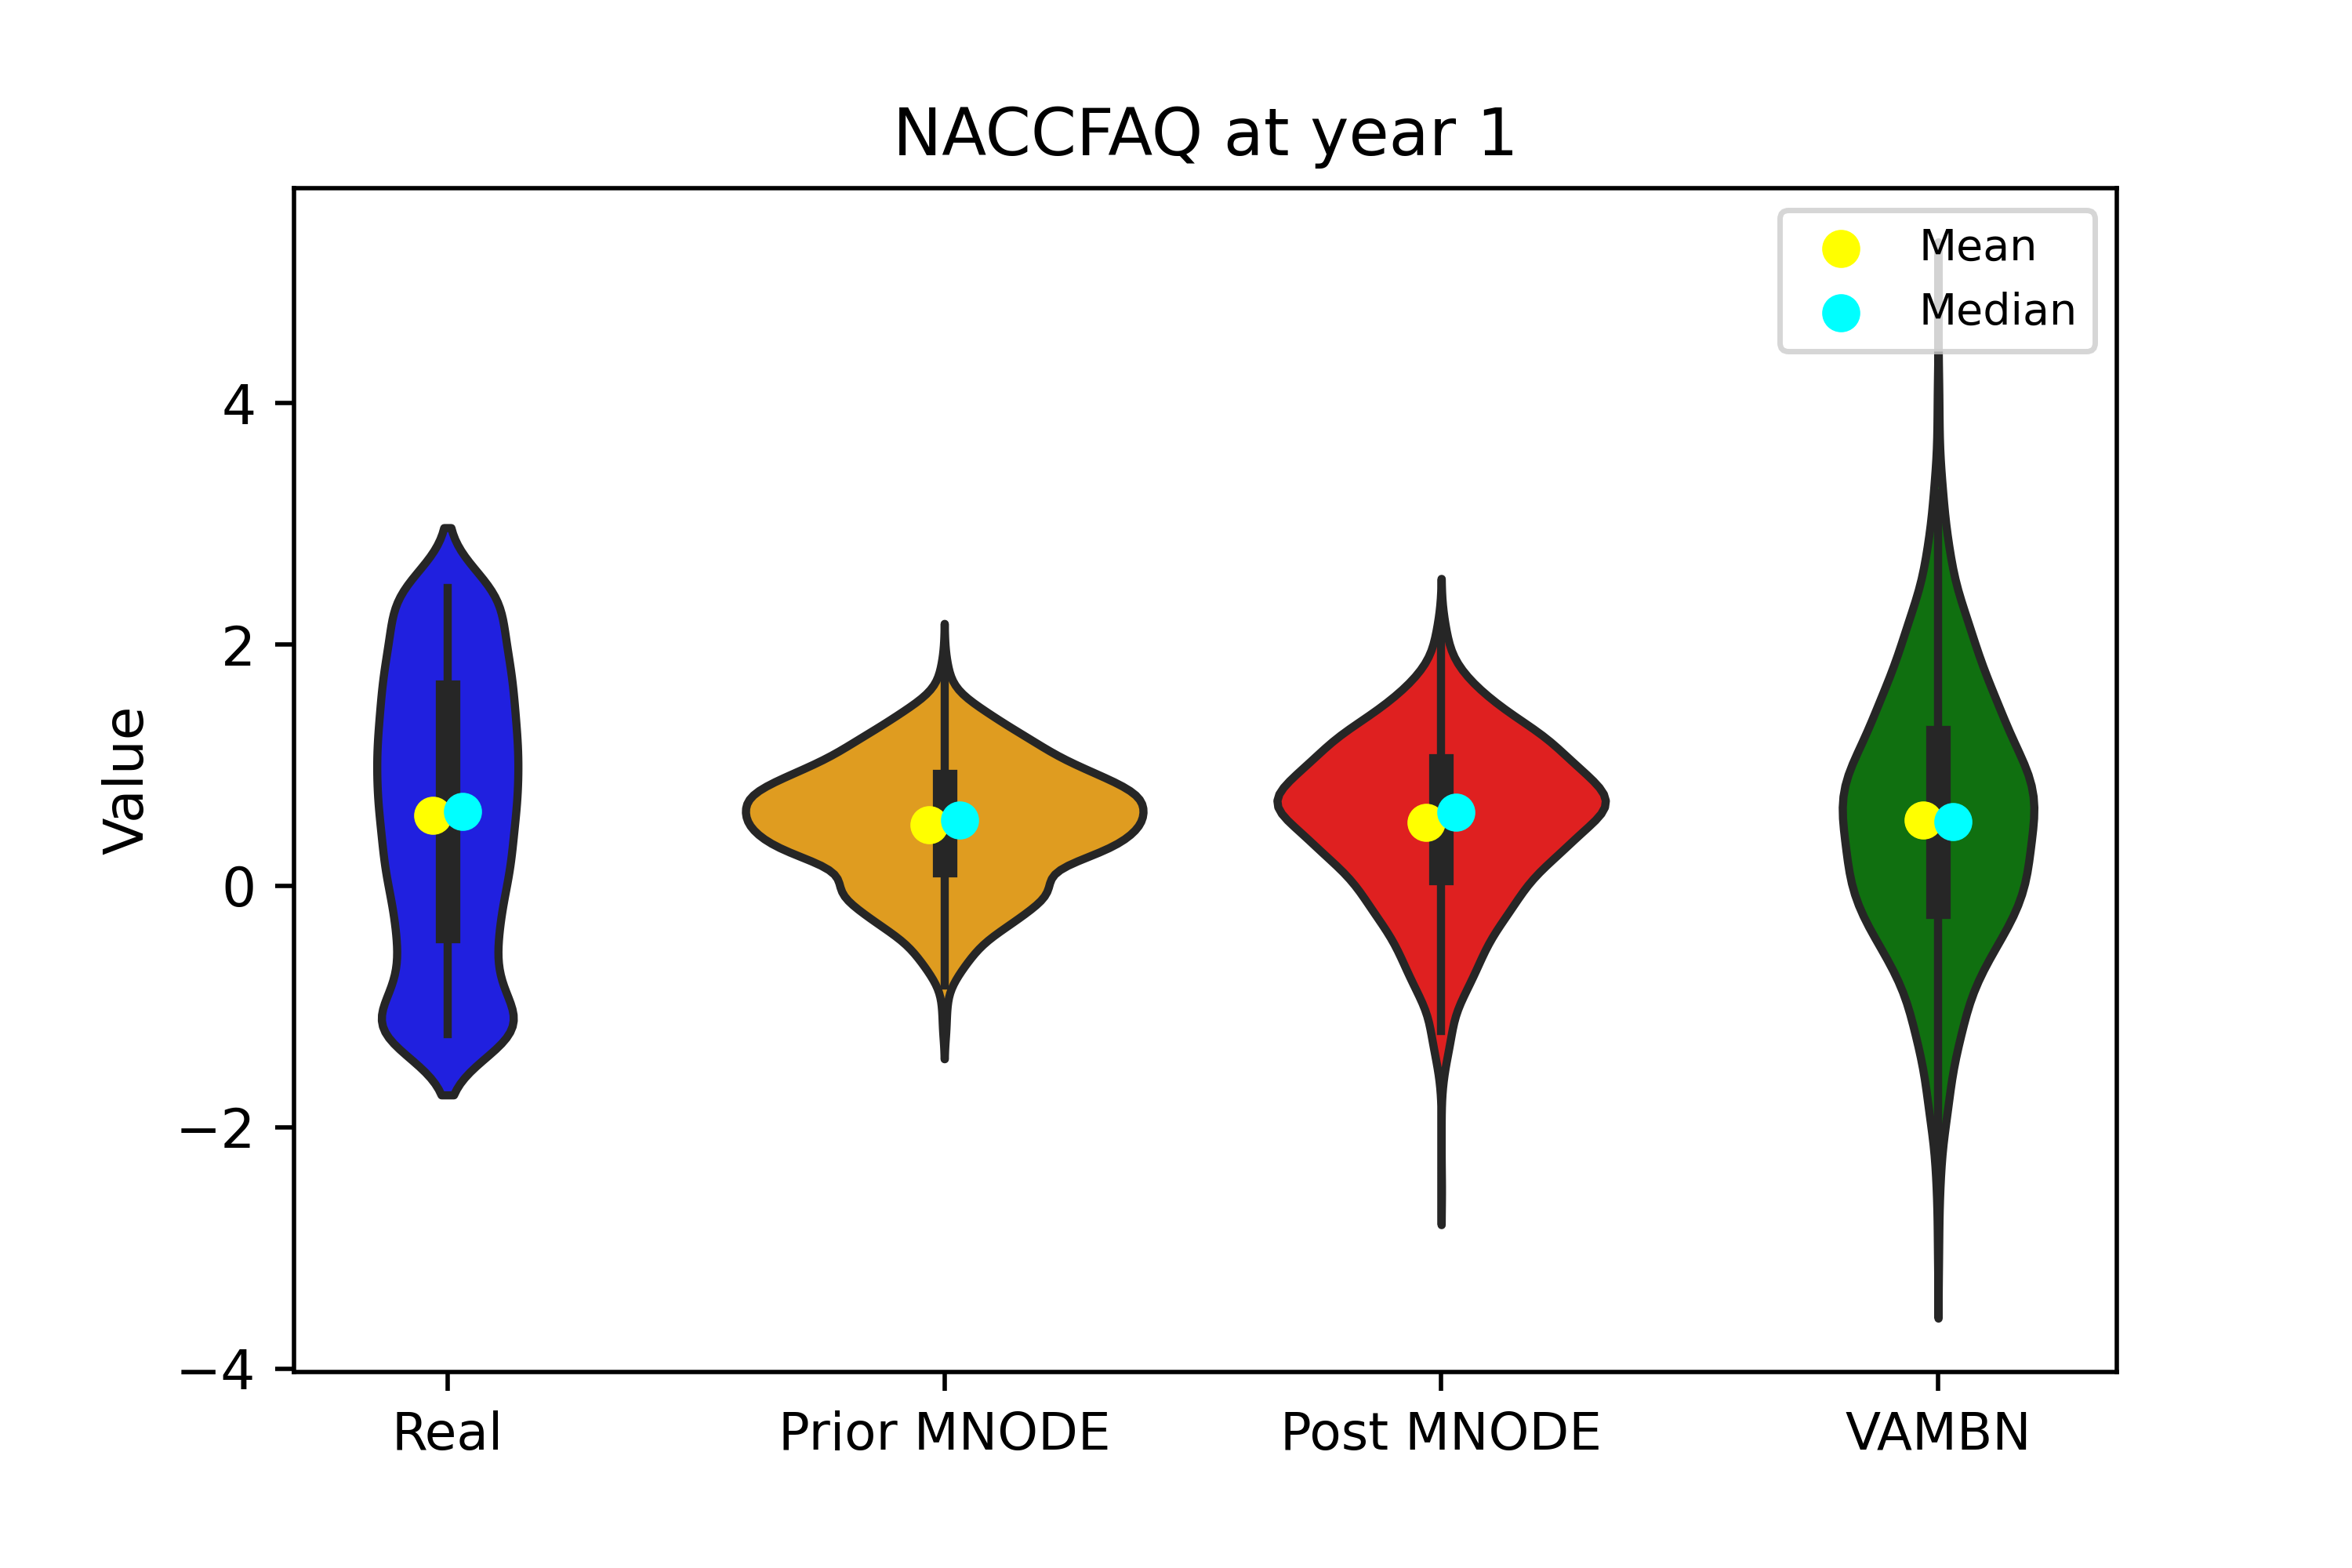 NACCFAQ at year 1
Mean
Median
Value
4
2
0
−2
−4
Real
Prior MNODE
Post MNODE
VAMBN